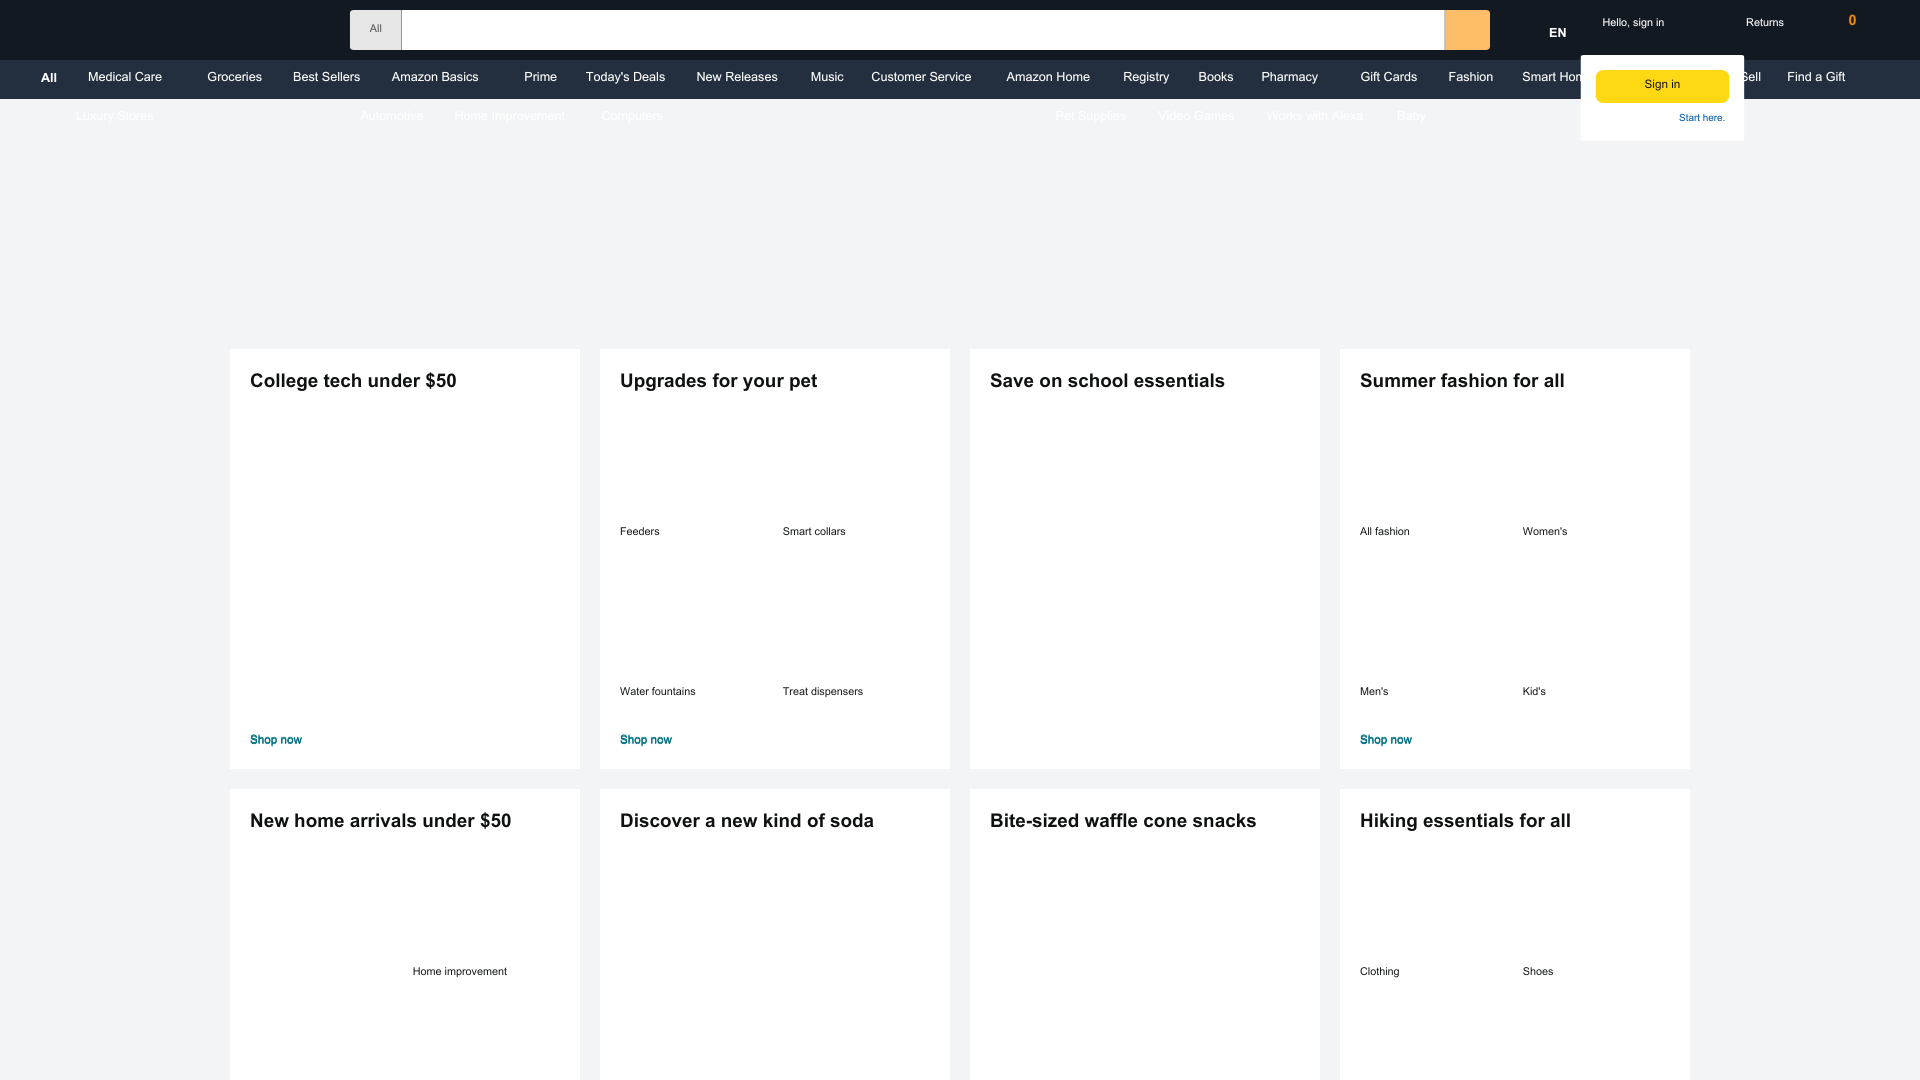 All
EN
Hello, sign in
Returns
0
All
Medical Care
Groceries
Best Sellers
Amazon Basics
Prime
Today's Deals
New Releases
Music
Customer Service
Amazon Home
Registry
Books
Pharmacy
Gift Cards
Fashion
Smart Hom
Sell
Find a Gift
Sign in
Start here.
Luxury Stores
Automotive
Home Improvement
Computers
Pet Supplies
Video Games
Works with Alexa
Baby
College tech under $50
Shop now
Upgrades for your pet
Feeders
Smart collars
Water fountains
Treat dispensers
Shop now
Save on school essentials
Summer fashion for all
All fashion
Women's
Men's
Kid's
Shop now
New home arrivals under $50
Home improvement
Discover a new kind of soda
Bite-sized waffle cone snacks
Hiking essentials for all
Clothing
Shoes